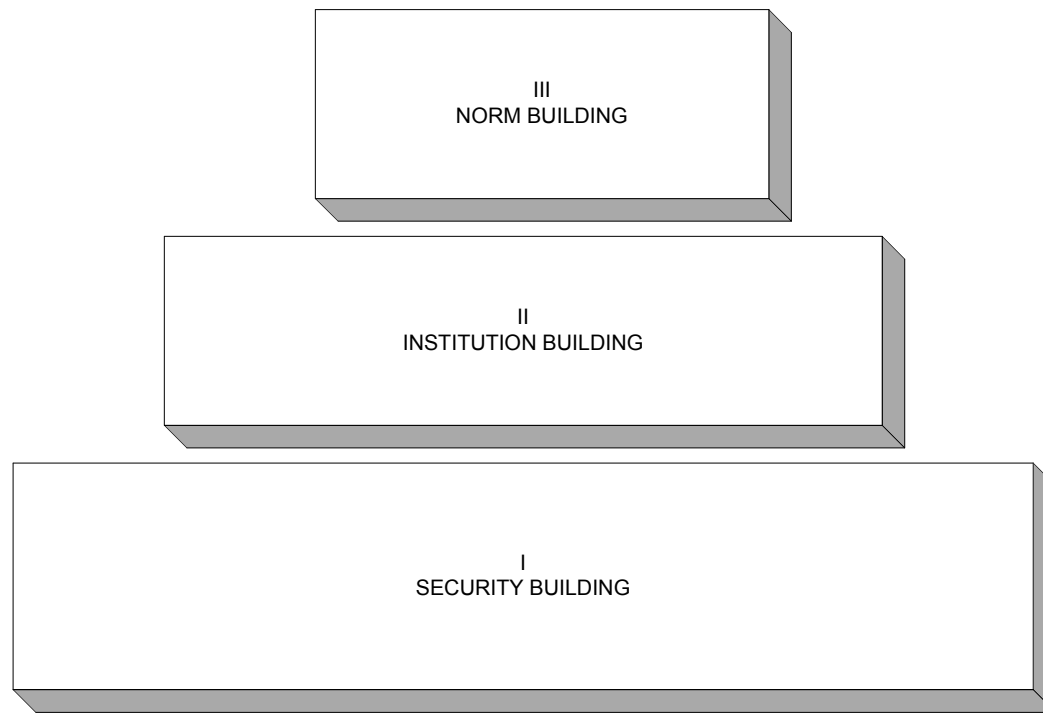 III
NORM BUILDING
II
INSTITUTION BUILDING
I
SECURITY BUILDING